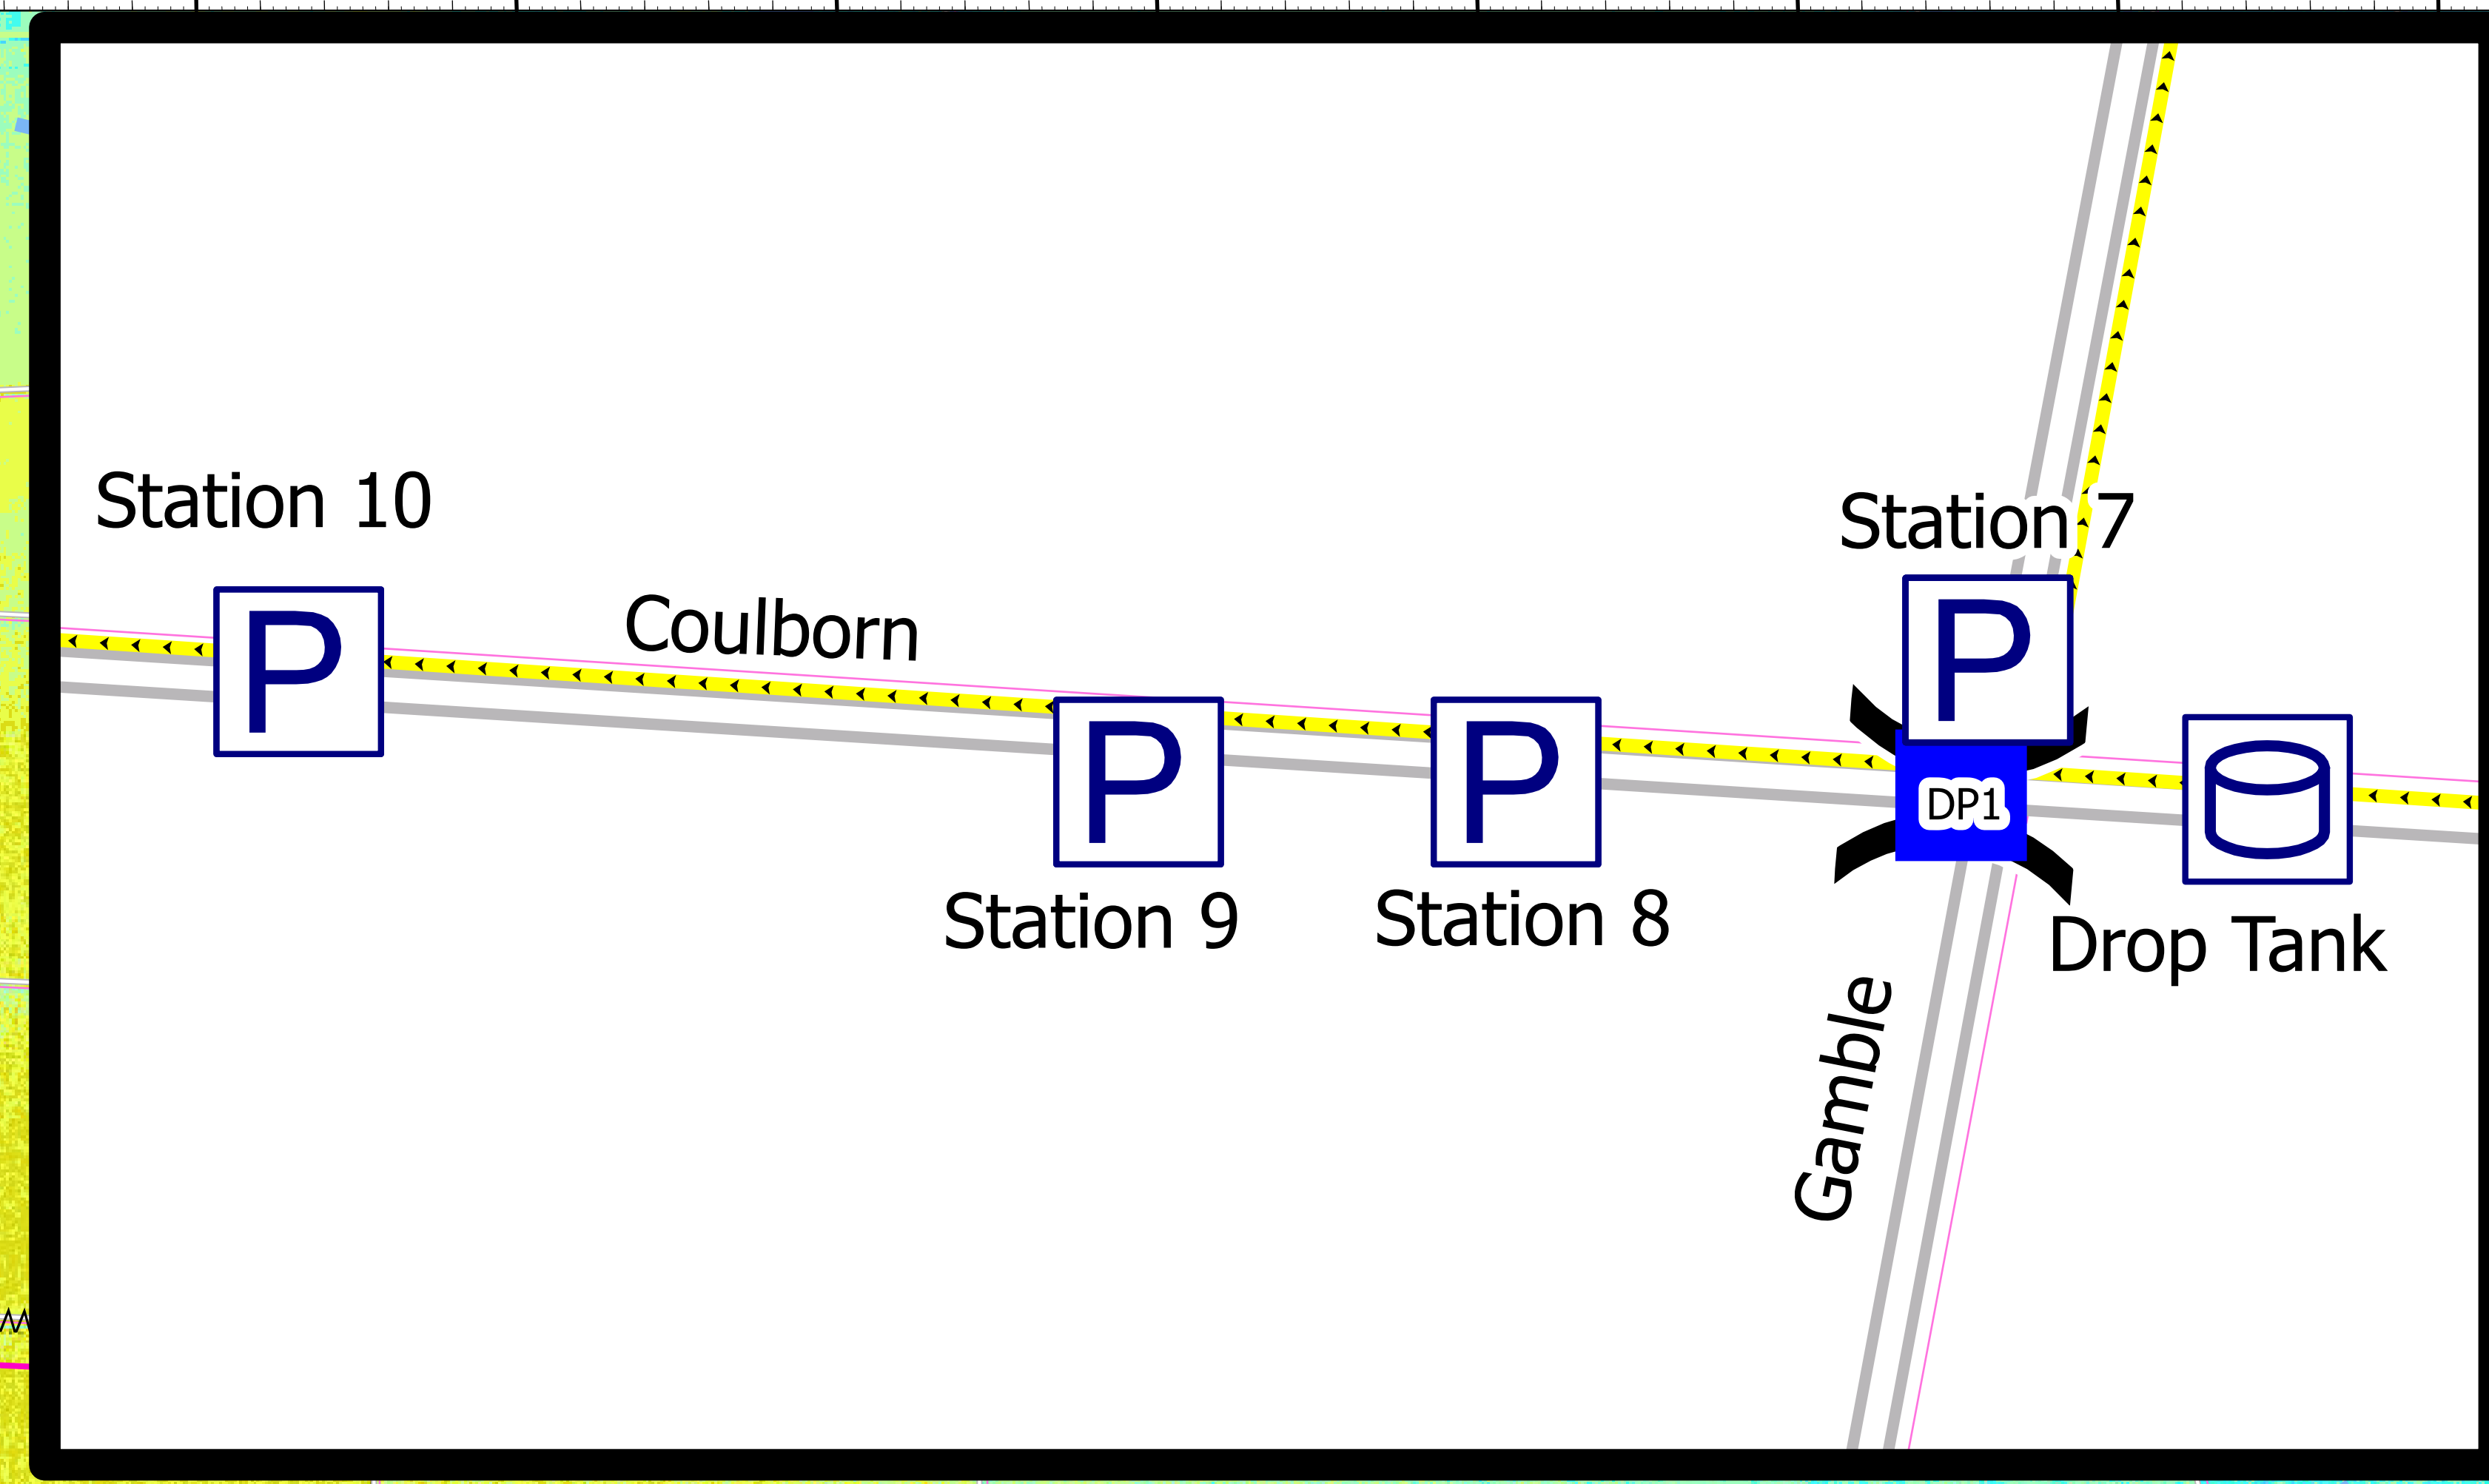 Station 10
Station 7
Coulborn
P
P
P
P
DP1
Station 9
Station 8
Drop Tank
Gamble